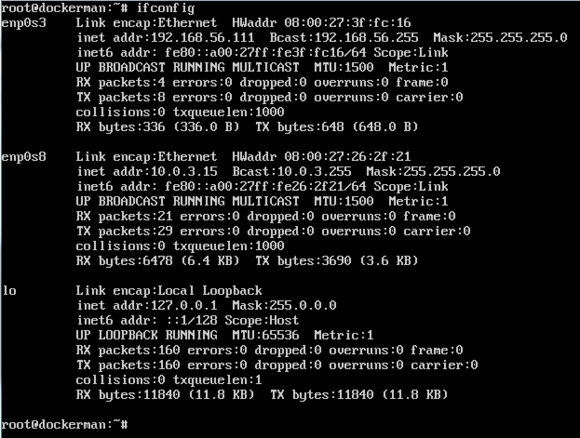 root@dockerman:~# ifconfig
enp0s3    Link encap:Ethernet  HWaddr 08:00:27:3f:fc:16
          inet addr:192.168.56.111  Bcast:192.168.56.255  Mask:255.255.255.0
          inet6 addr: fe80::a00:27ff:fe3f:fc16/64 Scope:Link
          UP BROADCAST RUNNING MULTICAST  MTU:1500  Metric:1
          RX packets:4 errors:0 dropped:0 overruns:0 frame:0
          TX packets:8 errors:0 dropped:0 overruns:0 carrier:0
          collisions:0 txqueuelen:1000
          RX bytes:336 (336.0 B)  TX bytes:648 (648.0 B)
enp0s8    Link encap:Ethernet  HWaddr 08:00:27:26:2f:21
          inet addr:10.0.3.15  Bcast:10.0.3.255  Mask:255.255.255.0
          inet6 addr: fe80::a00:27ff:fe26:2f21/64 Scope:Link
          UP BROADCAST RUNNING MULTICAST  MTU:1500  Metric:1
          RX packets:21 errors:0 dropped:0 overruns:0 frame:0
          TX packets:29 errors:0 dropped:0 overruns:0 carrier:0
          collisions:0 txqueuelen:1000
          RX bytes:6478 (6.4 KB)  TX bytes:3690 (3.6 KB)
lo        Link encap:Local Loopback
          inet addr:127.0.0.1  Mask:255.0.0.0
          inet6 addr: ::1/128 Scope:Host
          UP LOOPBACK RUNNING  MTU:65536  Metric:1
          RX packets:160 errors:0 dropped:0 overruns:0 frame:0
          TX packets:160 errors:0 dropped:0 overruns:0 carrier:0
          collisions:0 txqueuelen:1
          RX bytes:11840 (11.8 KB)  TX bytes:11840 (11.8 KB)
root@dockerman:~#